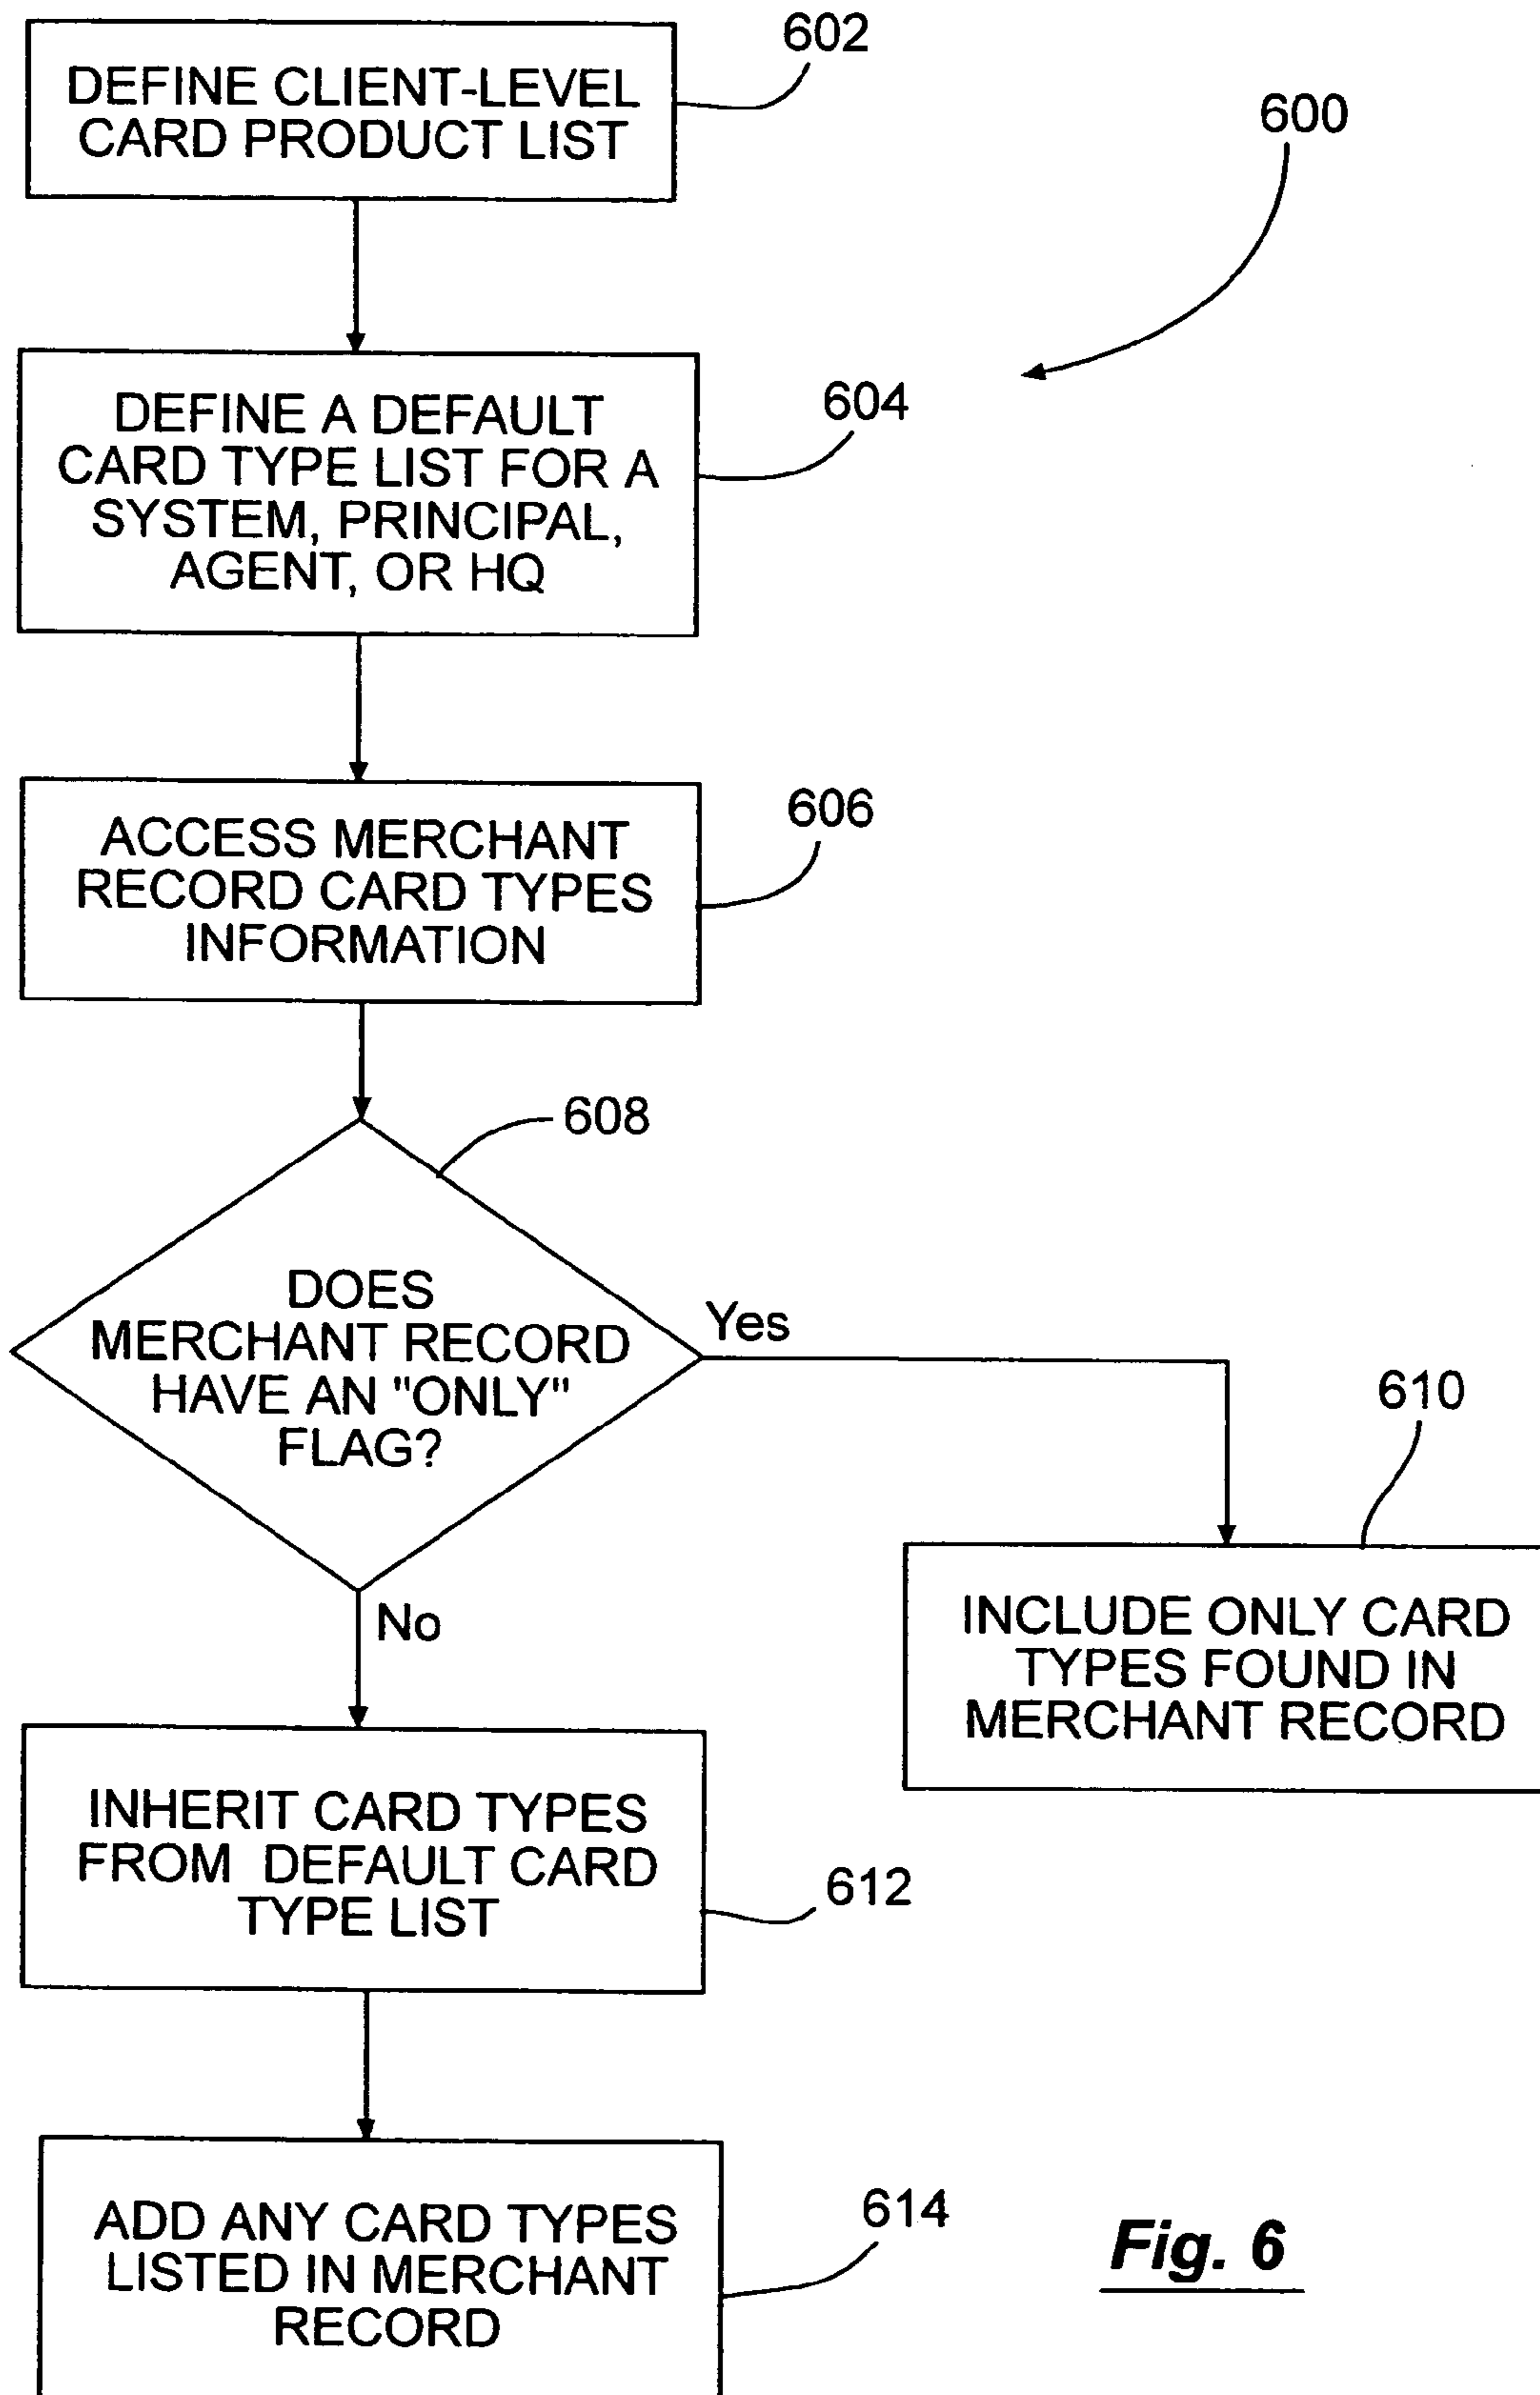 602
DEFINE CLIENT-LEVEL
CARD PRODUCT LIST
600
604
DEFINE A DEFAULT
CARD TYPE LIST FOR A
SYSTEM, PRINCIPAL,
AGENT, OR HQ
606
ACCESS MERCHANT
RECORD CARD TYPES
INFORMATION
608
DOES
MERCHANT RECORD
HAVE AN "ONLY"
FLAG?
Yes
610
INCLUDE ONLY CARD
TYPES FOUND IN
MERCHANT RECORD
No
INHERIT CARD TYPES
FROM DEFAULT CARD
TYPE LIST
612
ADD ANY CARD TYPES
LISTED IN MERCHANT
RECORD
614
Fig. 6